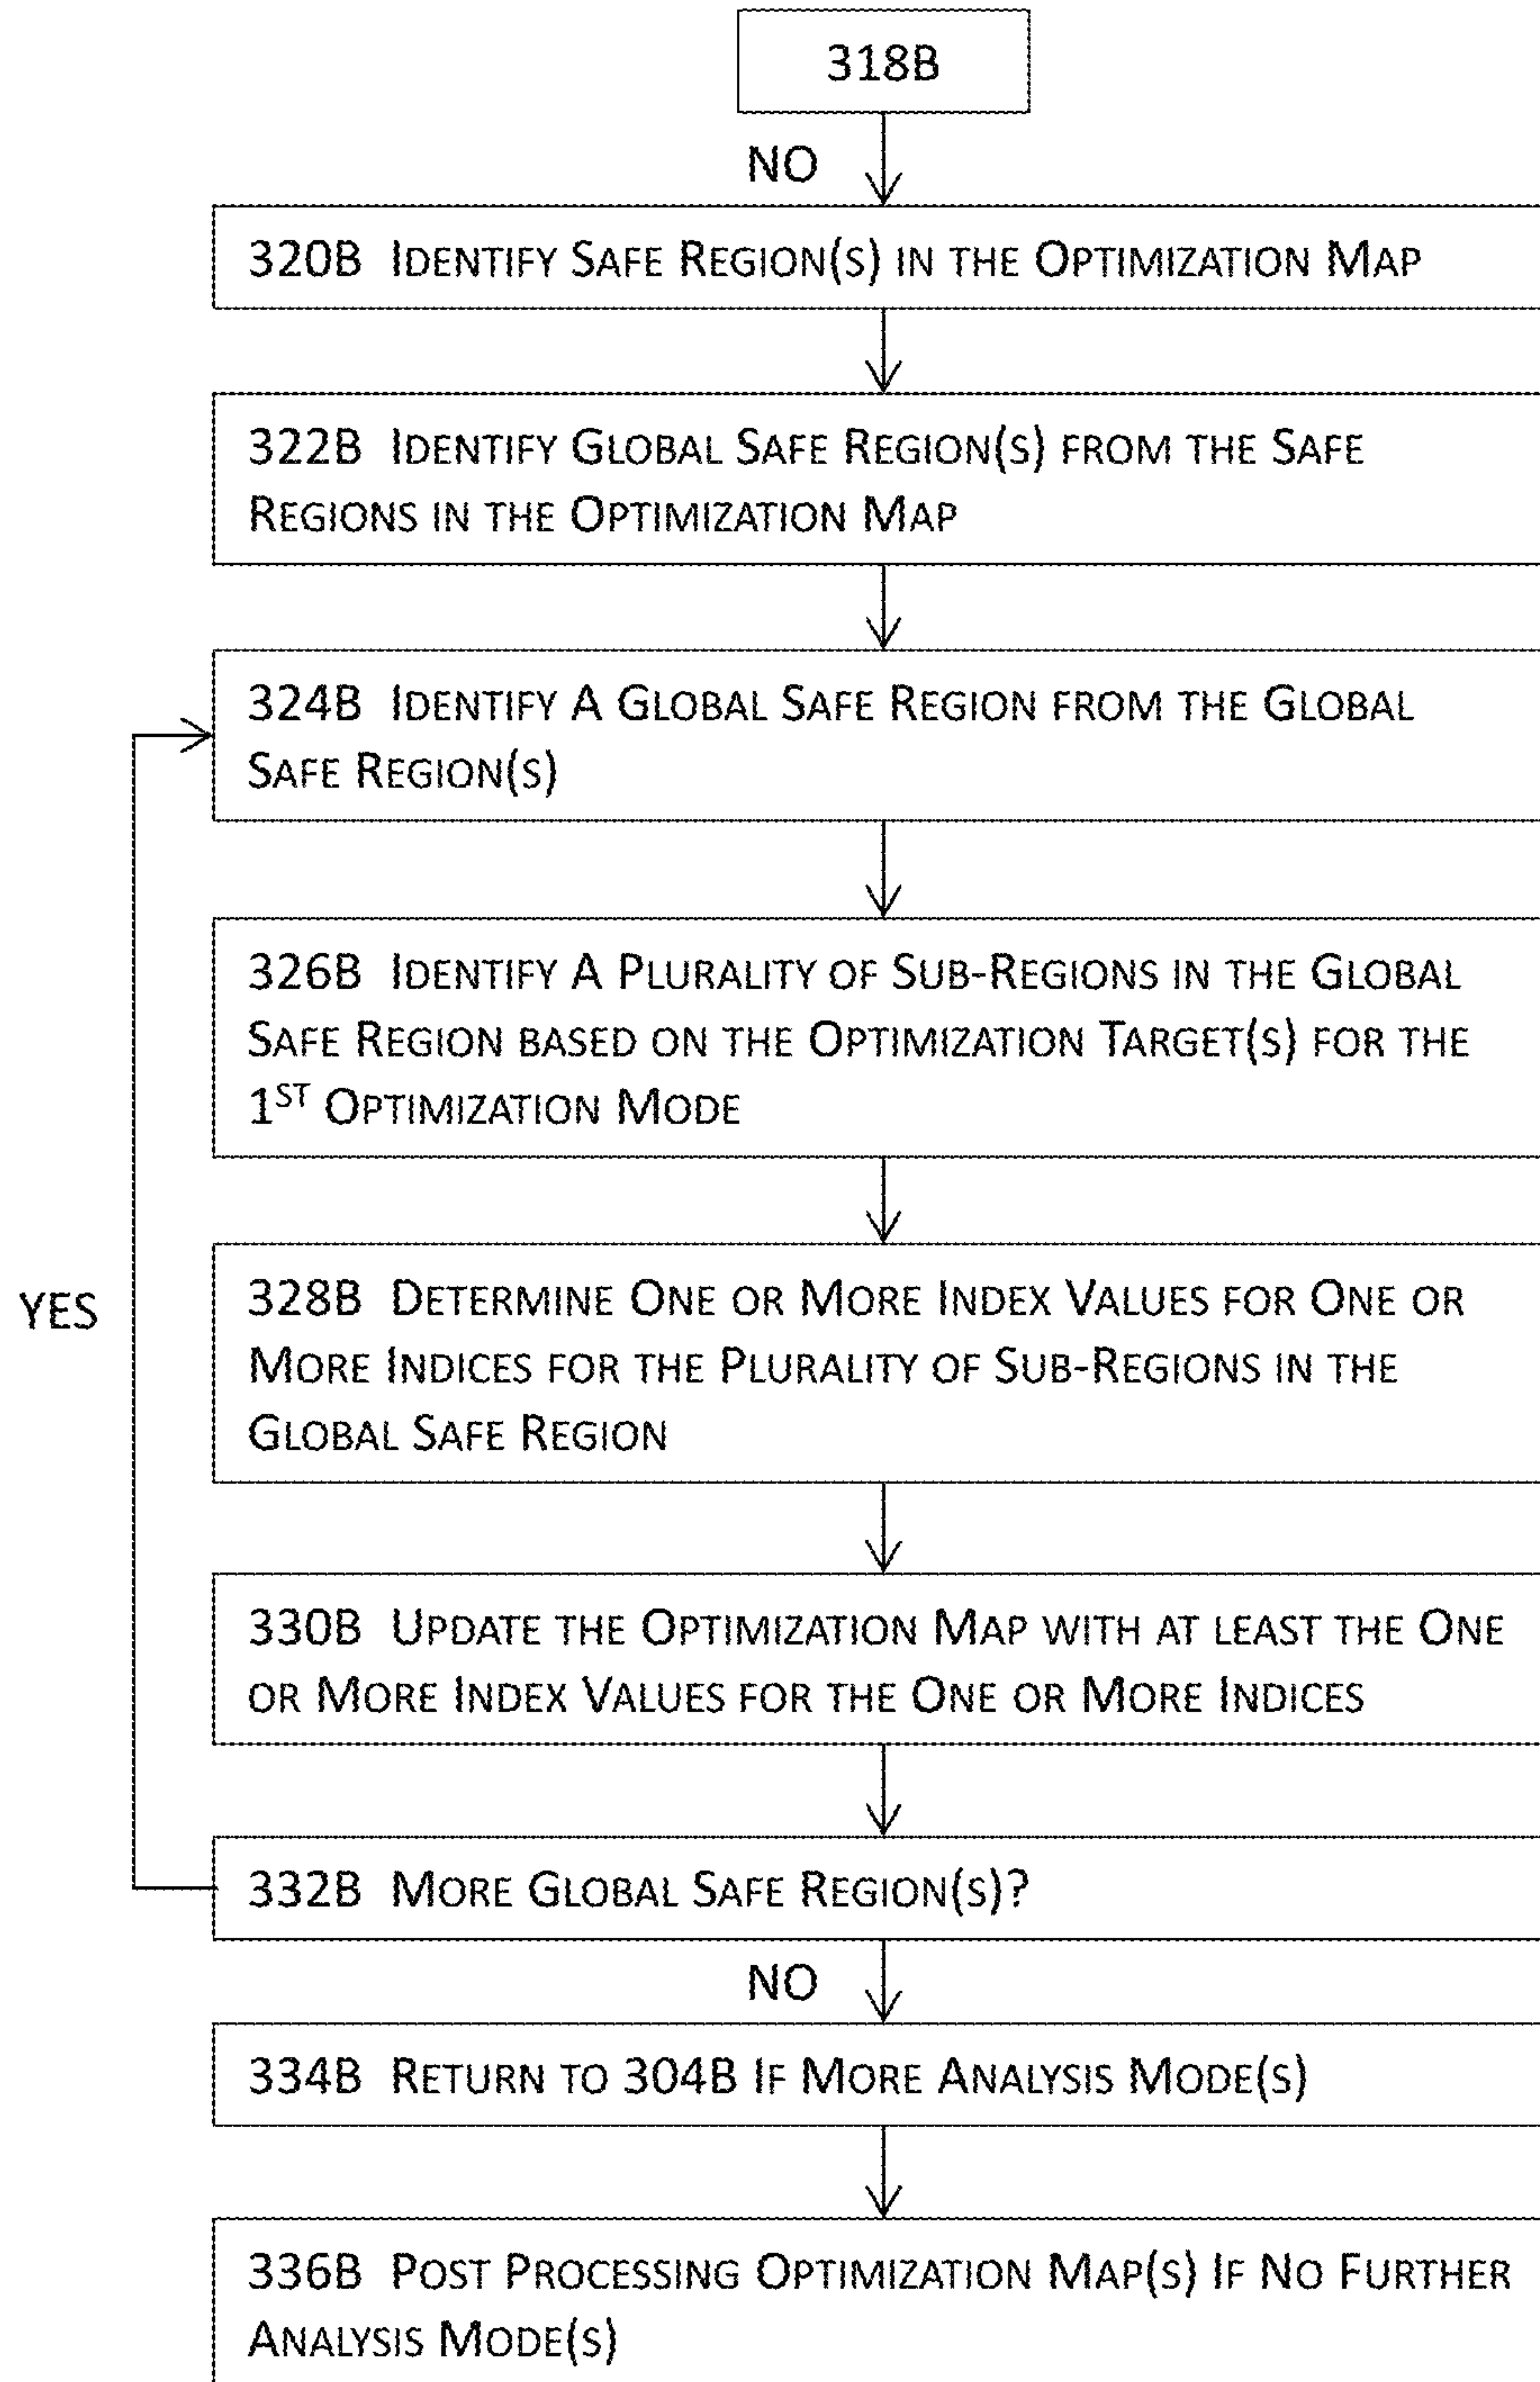 318B
NO
320B IDENTIFY SAFE REGION(S) IN THE OPTIMIZATION MAP
322B IDENTIFY GLOBAL SAFE REGION(S) FROM THE SAFE
REGIONS IN THE OPTIMIZATION MAP
324B IDENTIFY A GLOBAL SAFE REGION FROM THE GLOBAL
SAFE REGION(S)
326B IDENTIFY A PLURALITY OF SUB-REGIONS IN THE GLOBAL
SAFE REGION BASED ON THE OPTIMIZATION TARGET(S) FOR THE
1ST OPTIMIZATION MODE
YES
328B DETERMINE ONE OR MORE INDEX VALUES FOR ONE OR
MORE INDICES FOR THE PLURALITY OF SUB-REGIONS IN THE
GLOBAL SAFE REGION
330B UPDATE THE OPTIMIZATION MAP WITH AT LEAST THE ONE
OR MORE INDEX VALUES FOR THE ONE OR MORE INDICES
332B MORE GLOBAL SAFE REGION(S)?
NO
334B RETURN TO 304B IF MORE ANALYSIS MODE(S)
336B POST PROCESSING OPTIMIZATION MAP(S) IF NO FURTHER
ANALYSIS MODE(S)